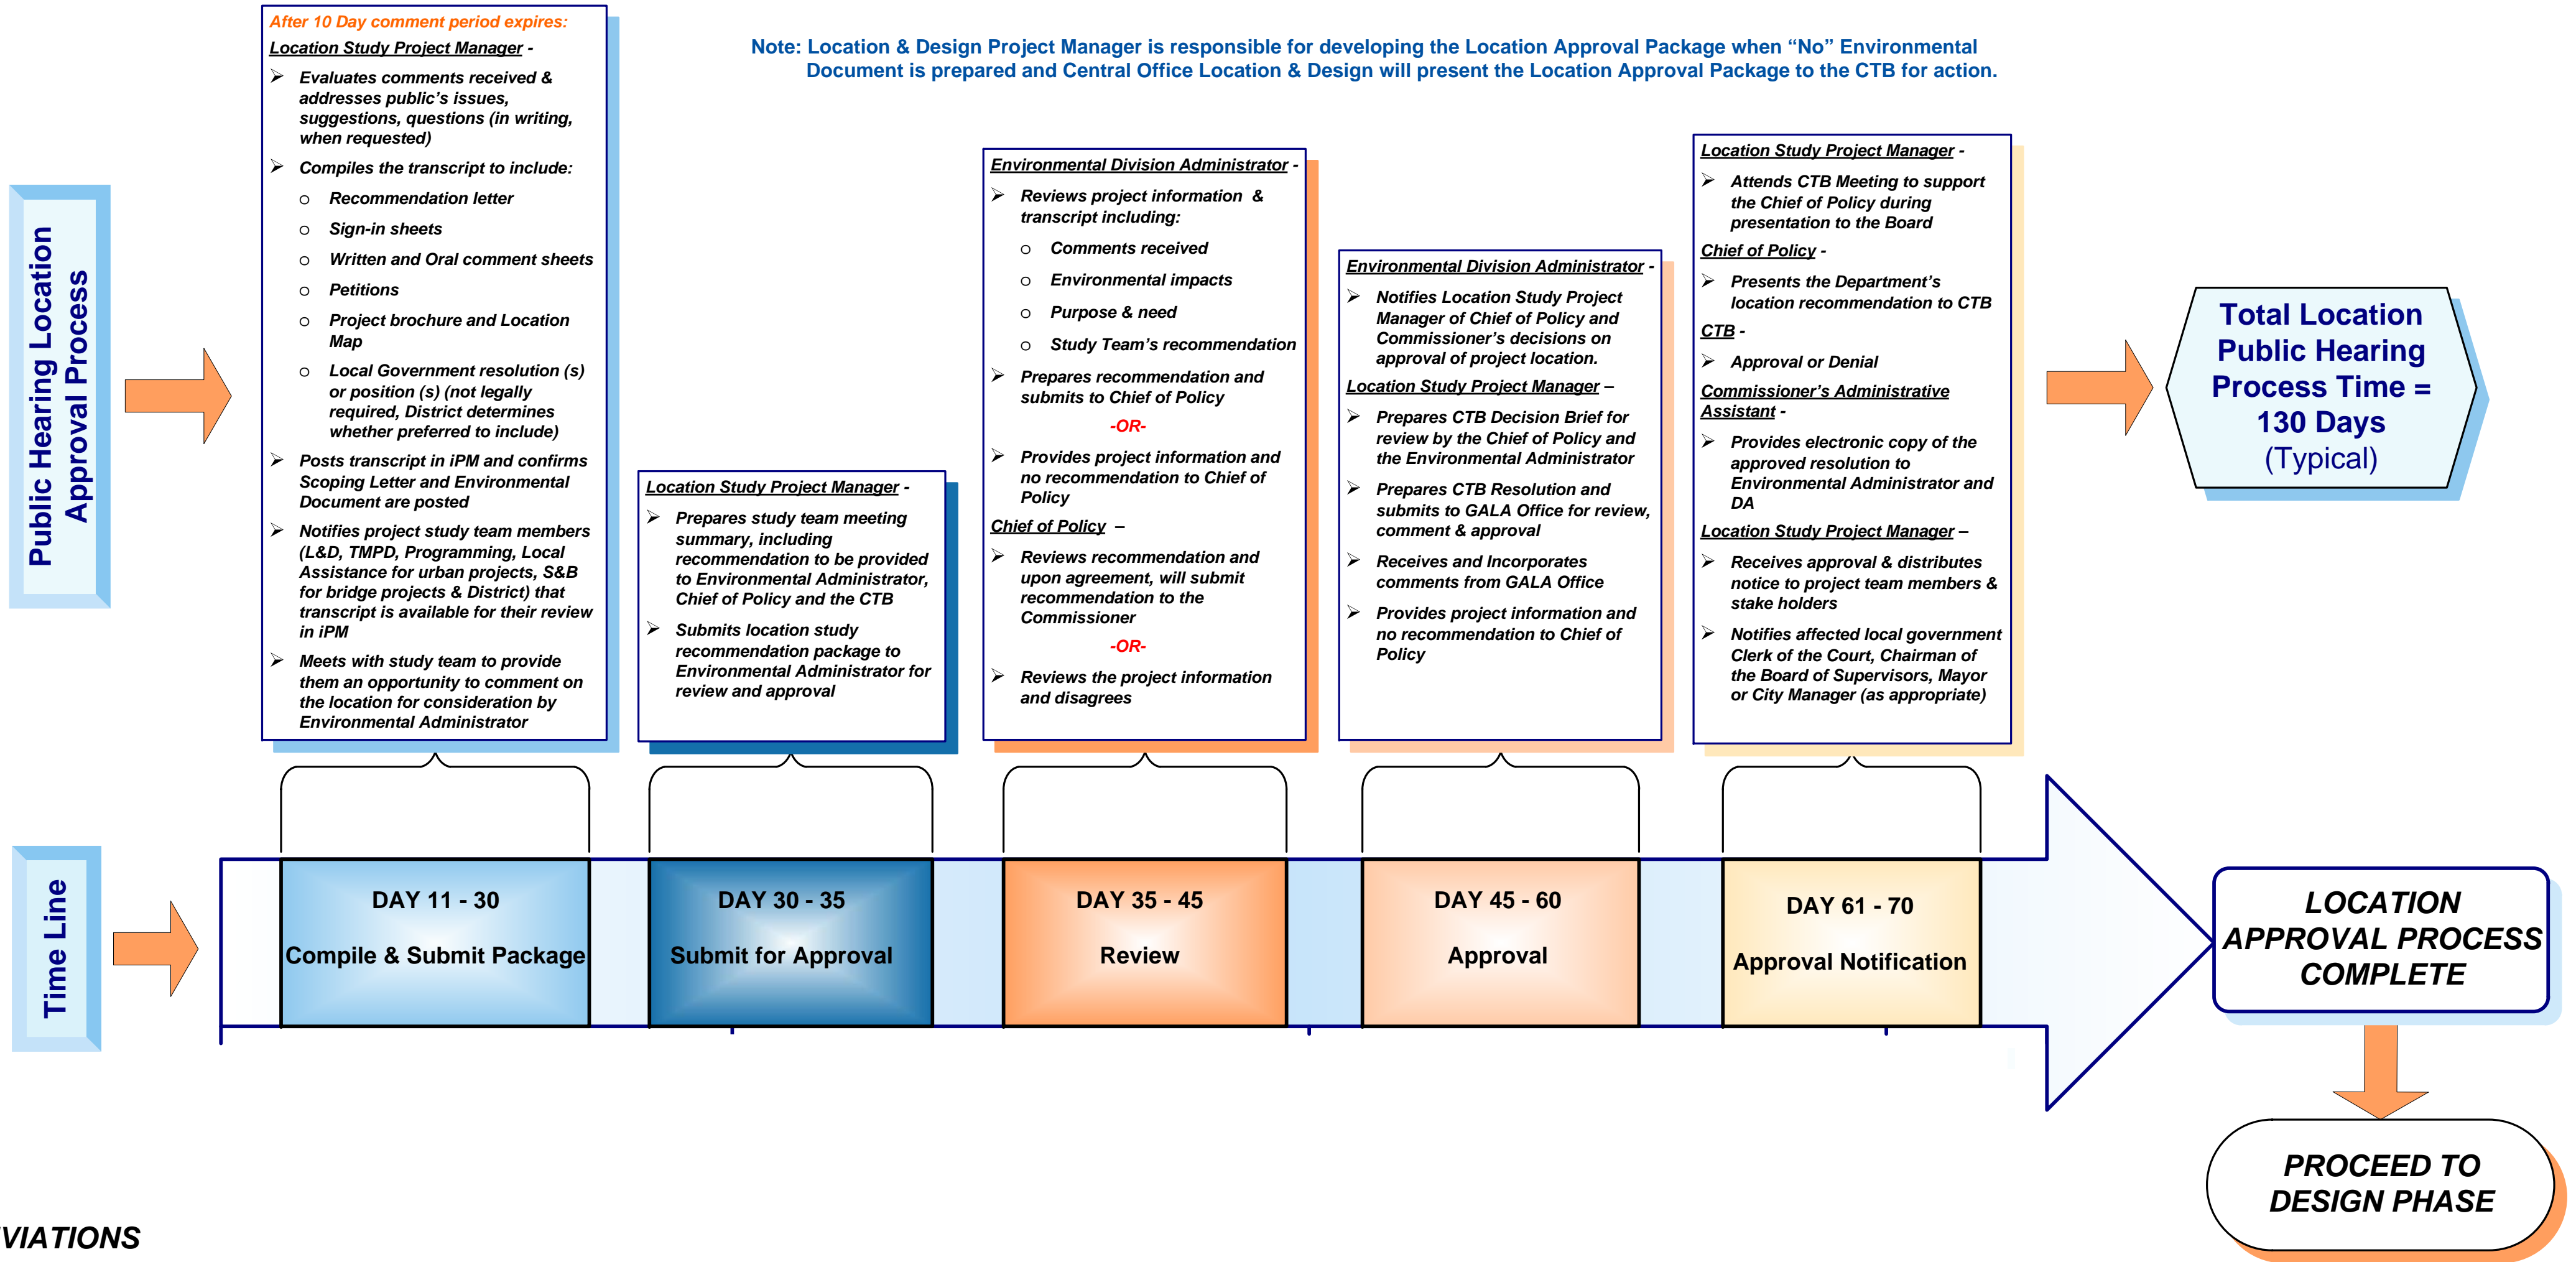 Note: Location & Design Project Manager is responsible for developing the Location Approval Package when “No” Environmental
Document is prepared and Central Office Location & Design will present the Location Approval Package to the CTB for action.
Public Hearing Location
Approval Process
After 10 Day comment period expires:
Location Study Project Manager -
➢ Evaluates comments received &
addresses public’s issues,
suggestions, questions (in writing,
when requested)
➢ Compiles the transcript to include:
o Recommendation letter
o Sign-in sheets
o Written and Oral comment sheets
o Petitions
o Project brochure and Location
Map
o Local Government resolution (s)
or position (s) (not legally
required, District determines
whether preferred to include)
➢ Posts transcript in iPM and confirms
Scoping Letter and Environmental
Document are posted
➢ Notifies project study team members
(L&D, TMPD, Programming, Local
Assistance for urban projects, S&B
for bridge projects & District) that
transcript is available for their review
in iPM
➢ Meets with study team to provide
them an opportunity to comment on
the location for consideration by
Environmental Administrator
Location Study Project Manager -
➢ Prepares study team meeting
summary, including
recommendation to be provided
to Environmental Administrator,
Chief of Policy and the CTB
➢ Submits location study
recommendation package to
Environmental Administrator for
review and approval
Environmental Division Administrator -
➢ Reviews project information &
transcript including:
o Comments received
o Environmental impacts
o Purpose & need
o Study Team’s recommendation
➢ Prepares recommendation and
submits to Chief of Policy
-OR-
➢ Provides project information and
no recommendation to Chief of
Policy
Chief of Policy –
➢ Reviews recommendation and
upon agreement, will submit
recommendation to the
Commissioner
-OR-
➢ Reviews the project information
and disagrees
Environmental Division Administrator -
➢ Notifies Location Study Project
Manager of Chief of Policy and
Commissioner’s decisions on
approval of project location.
Location Study Project Manager –
➢ Prepares CTB Decision Brief for
review by the Chief of Policy and
the Environmental Administrator
➢ Prepares CTB Resolution and
submits to GALA Office for review,
comment & approval
➢ Receives and Incorporates
comments from GALA Office
➢ Provides project information and
no recommendation to Chief of
Policy
Location Study Project Manager -
➢ Attends CTB Meeting to support
the Chief of Policy during
presentation to the Board
Chief of Policy -
➢ Presents the Department’s
location recommendation to CTB
CTB -
➢ Approval or Denial
Commissioner’s Administrative
Assistant -
➢ Provides electronic copy of the
approved resolution to
Environmental Administrator and
DA
Location Study Project Manager –
➢ Receives approval & distributes
notice to project team members &
stake holders
➢ Notifies affected local government
Clerk of the Court, Chairman of
the Board of Supervisors, Mayor
or City Manager (as appropriate)
Total Location
Public Hearing
Process Time =
130 Days
(Typical)
Time Line
DAY 11 - 30
Compile & Submit Package
DAY 30 - 35
Submit for Approval
DAY 35 - 45
Review
DAY 45 - 60
Approval
DAY 61 - 70
Approval Notification
LOCATION
APPROVAL PROCESS
COMPLETE
PROCEED TO
DESIGN PHASE
VIATIONS